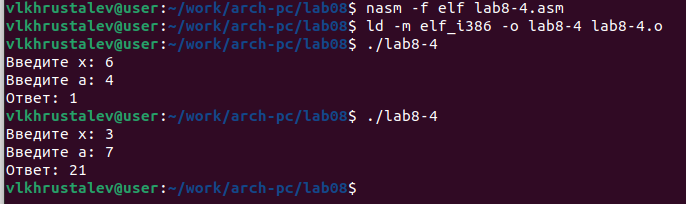 vlkhrustalev@user:~/work/arch-pc/lab08$ nasm -f elf lab8-4.asm
vlkhrustalev@user:~/work/arch-pc/lab08$ ld -m elf_i386 -o lab8-4 lab8-4.o
vlkhrustalev@user:~/work/arch-pc/lab08$ ./lab8-4
Введите x: 6
Введите a: 4
Ответ: 1
vlkhrustalev@user:~/work/arch-pc/lab08$ ./lab8-4
Введите x: 3
Введите a: 7
Ответ: 21
vlkhrustalev@user:~/work/arch-pc/lab08$